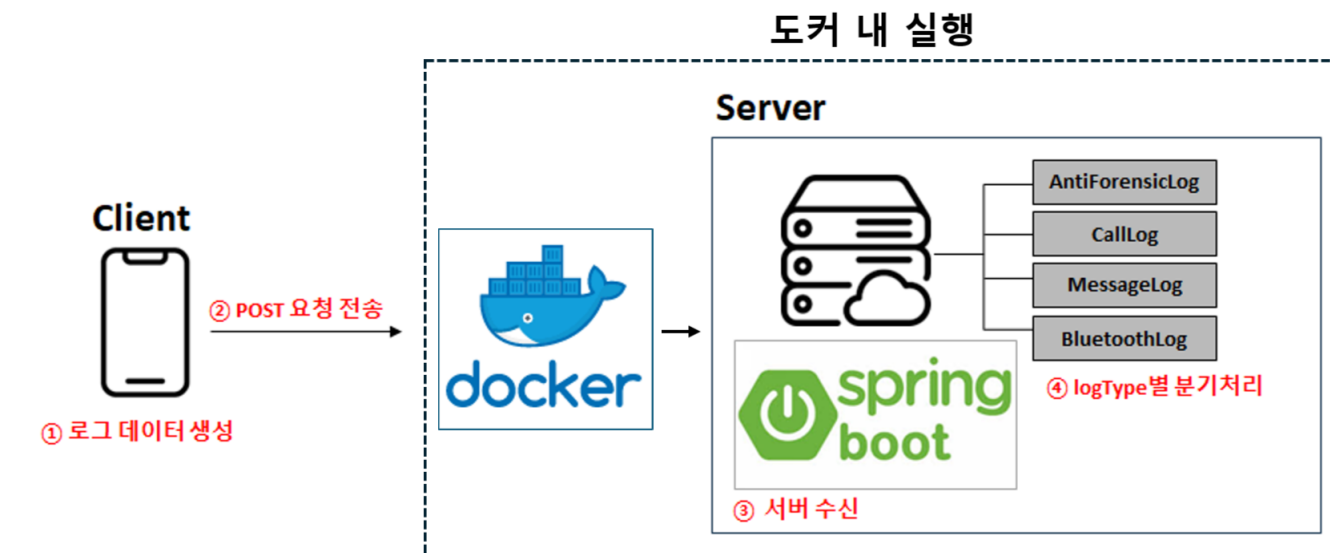 도커 내 실행
Server
Client
AntiForensicLog
CallLog
MessageLog
BluetoothLog
② POST 요청 전송
docker
spring
boot
④ logType별 분기처리
① 로그 데이터 생성
③ 서버 수신